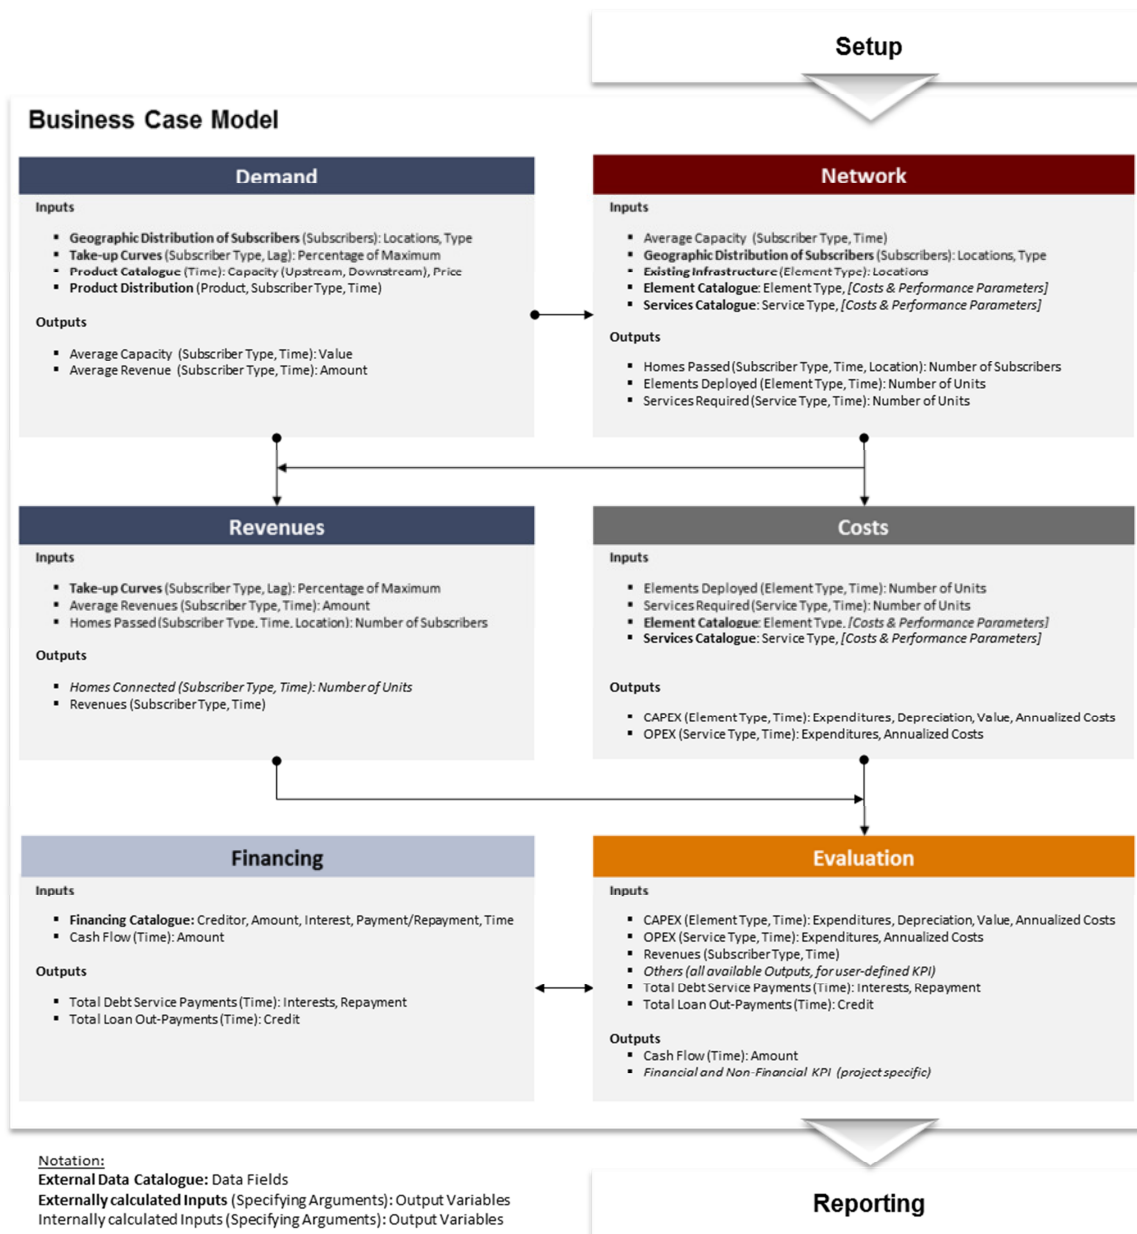 Setup
Business Case Model
Demand
Inputs
▪ Geographic Distribution of Subscribers (Subscribers): Locations, Type
▪ Take-up Curves (Subscriber Type, Lag): Percentage of Maximum
▪ Product Catalogue (Time): Capacity (Upstream, Downstream), Price
▪ Product Distribution (Product, Subscriber Type, Time)
Outputs
▪ Average Capacity (Subscriber Type, Time): Value
▪ Average Revenue (Subscriber Type, Time): Amount
Network
Inputs
▪ Average Capacity (Subscriber Type, Time)
▪ Geographic Distribution of Subscribers (Subscribers): Locations, Type
▪ Existing Infrastructure (Element Type): Locations
▪ Element Catalogue: Element Type, [Costs & Performance Parameters]
▪ Services Catalogue: Service Type, [Costs & Performance Parameters]
Outputs
▪ Homes Passed (Subscriber Type, Time, Location): Number of Subscribers
▪ Elements Deployed (Element Type, Time): Number of Units
▪ Services Required (Service Type, Time): Number of Units
Revenues
Inputs
▪ Take-up Curves (Subscriber Type, Lag): Percentage of Maximum
▪ Average Revenues (Subscriber Type, Time): Amount
▪ Homes Passed (Subscriber Type, Time, Location): Number of Subscribers
Outputs
▪ Homes Connected (Subscriber Type, Time): Number of Units
▪ Revenues (Subscriber Type, Time)
Costs
Inputs
▪ Elements Deployed (Element Type, Time): Number of Units
▪ Services Required (Service Type, Time): Number of Units
▪ Element Catalogue: Element Type, [Costs & Performance Parameters]
▪ Services Catalogue: Service Type, [Costs & Performance Parameters]
Outputs
▪ CAPEX (Element Type, Time): Expenditures, Depreciation, Value, Annualized Costs
▪ OPEX (Service Type, Time): Expenditures, Annualized Costs
Financing
Inputs
▪ Financing Catalogue: Creditor, Amount, Interest, Payment/Repayment, Time
▪ Cash Flow (Time): Amount
Outputs
▪ Total Debt Service Payments (Time): Interests, Repayment
▪ Total Loan Out-Payments (Time): Credit
Evaluation
Inputs
▪ CAPEX (Element Type, Time): Expenditures, Depreciation, Value, Annualized Costs
▪ OPEX (Service Type, Time): Expenditures, Annualized Costs
▪ Revenues (Subscriber Type, Time)
▪ Others (all available Outputs, for user-defined KPI)
▪ Total Debt Service Payments (Time): Interests, Repayment
▪ Total Loan Out-Payments (Time): Credit
Outputs
▪ Cash Flow (Time): Amount
▪ Financial and Non-Financial KPI (project specific)
Notation:
External Data Catalogue: Data Fields
Externally calculated Inputs (Specifying Arguments): Output Variables
Internally calculated Inputs (Specifying Arguments): Output Variables
Reporting